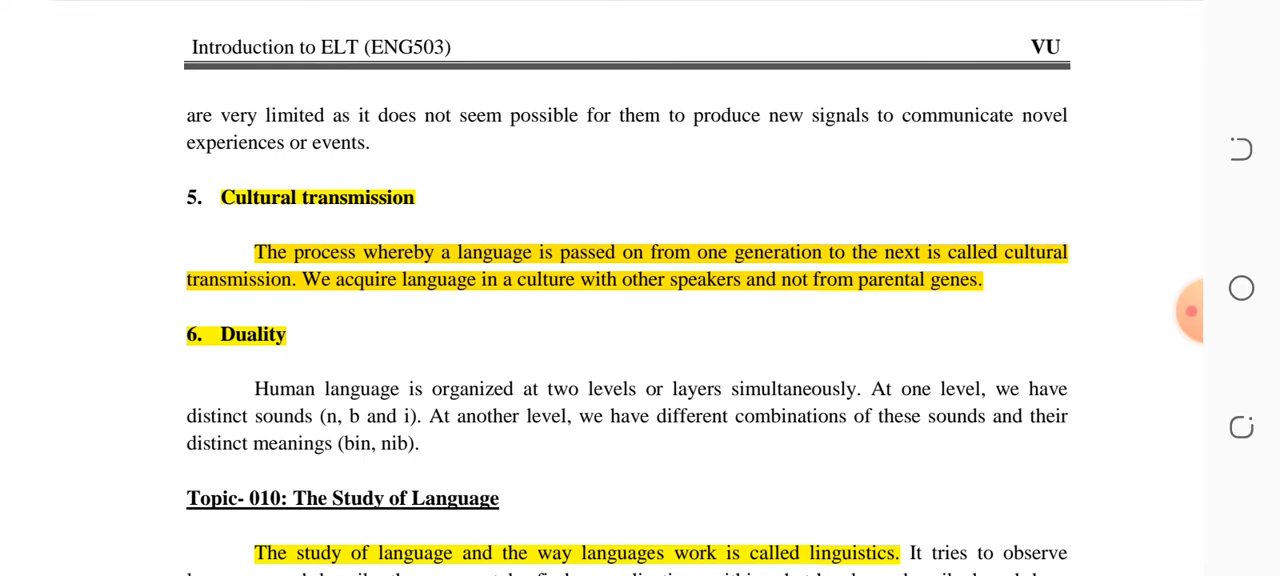 Introduction to ELT (ENG503) VU
are very limited as it does not seem possible for them to produce new signals to communicate novel
experiences or events.
5. Cultural transmission
The process whereby a language is passed on from one generation to the next is called cultural
transmission. We acquire language in a culture with other speakers and not from parental genes.
6. Duality
Human language is organized at two levels or layers simultaneously. At one level, we have
distinct sounds (n, b and i). At another level, we have different combinations of these sounds and their
distinct meanings (bin, nib).
Topic- 010: The Study of Language
The study of language and the way languages work is called linguistics. It tries to observe